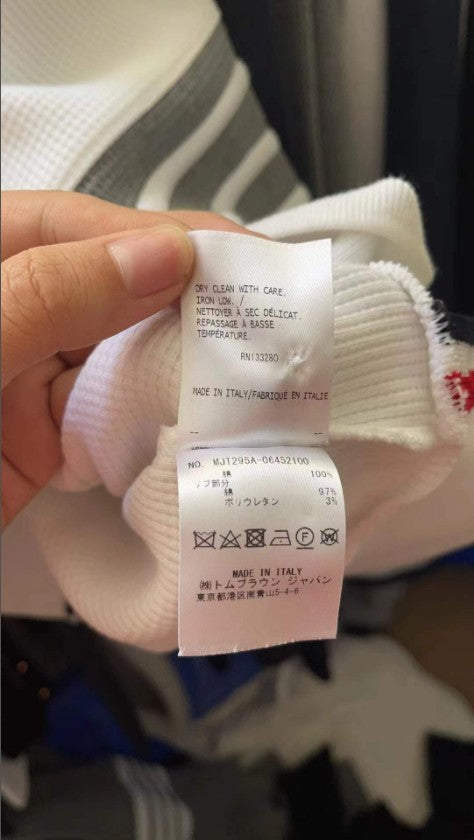 DRY CLEAN WITH CARE.
IRON LOW. /
NETTOYER À SEC DÉLICAT.
REPASSAGE À BASSE
TEMPÉRATURE.
RN133280
MADE IN ITALY/FABRIQUE EN ITALIE
NO. MJT295A-06452100
綿 100%
リブ部分
綿 97%
ポリウレタン 3%
F
MADE IN ITALY
㈱トムブラウン ジャパン
東京都港区南青山5-4-6